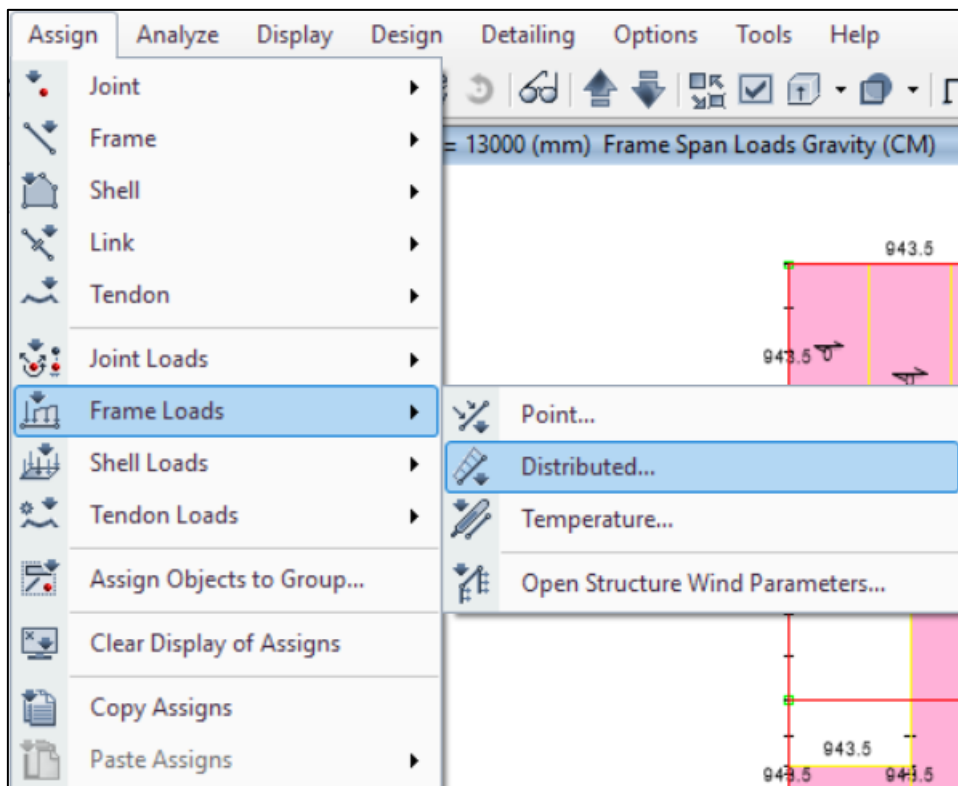 Assign Analyze Display Design Detailing Options Tools Help
Joint
Frame
= 13000 (mm) Frame Span Loads Gravity (CM)
Shell
Link
943.5
Tendon
Joint Loads
943.5
Frame Loads
Point...
Shell Loads
Distributed...
Tendon Loads
Temperature...
Assign Objects to Group...
Open Structure Wind Parameters...
Clear Display of Assigns
Copy Assigns
943.5
Paste Assigns
943.5 943.5